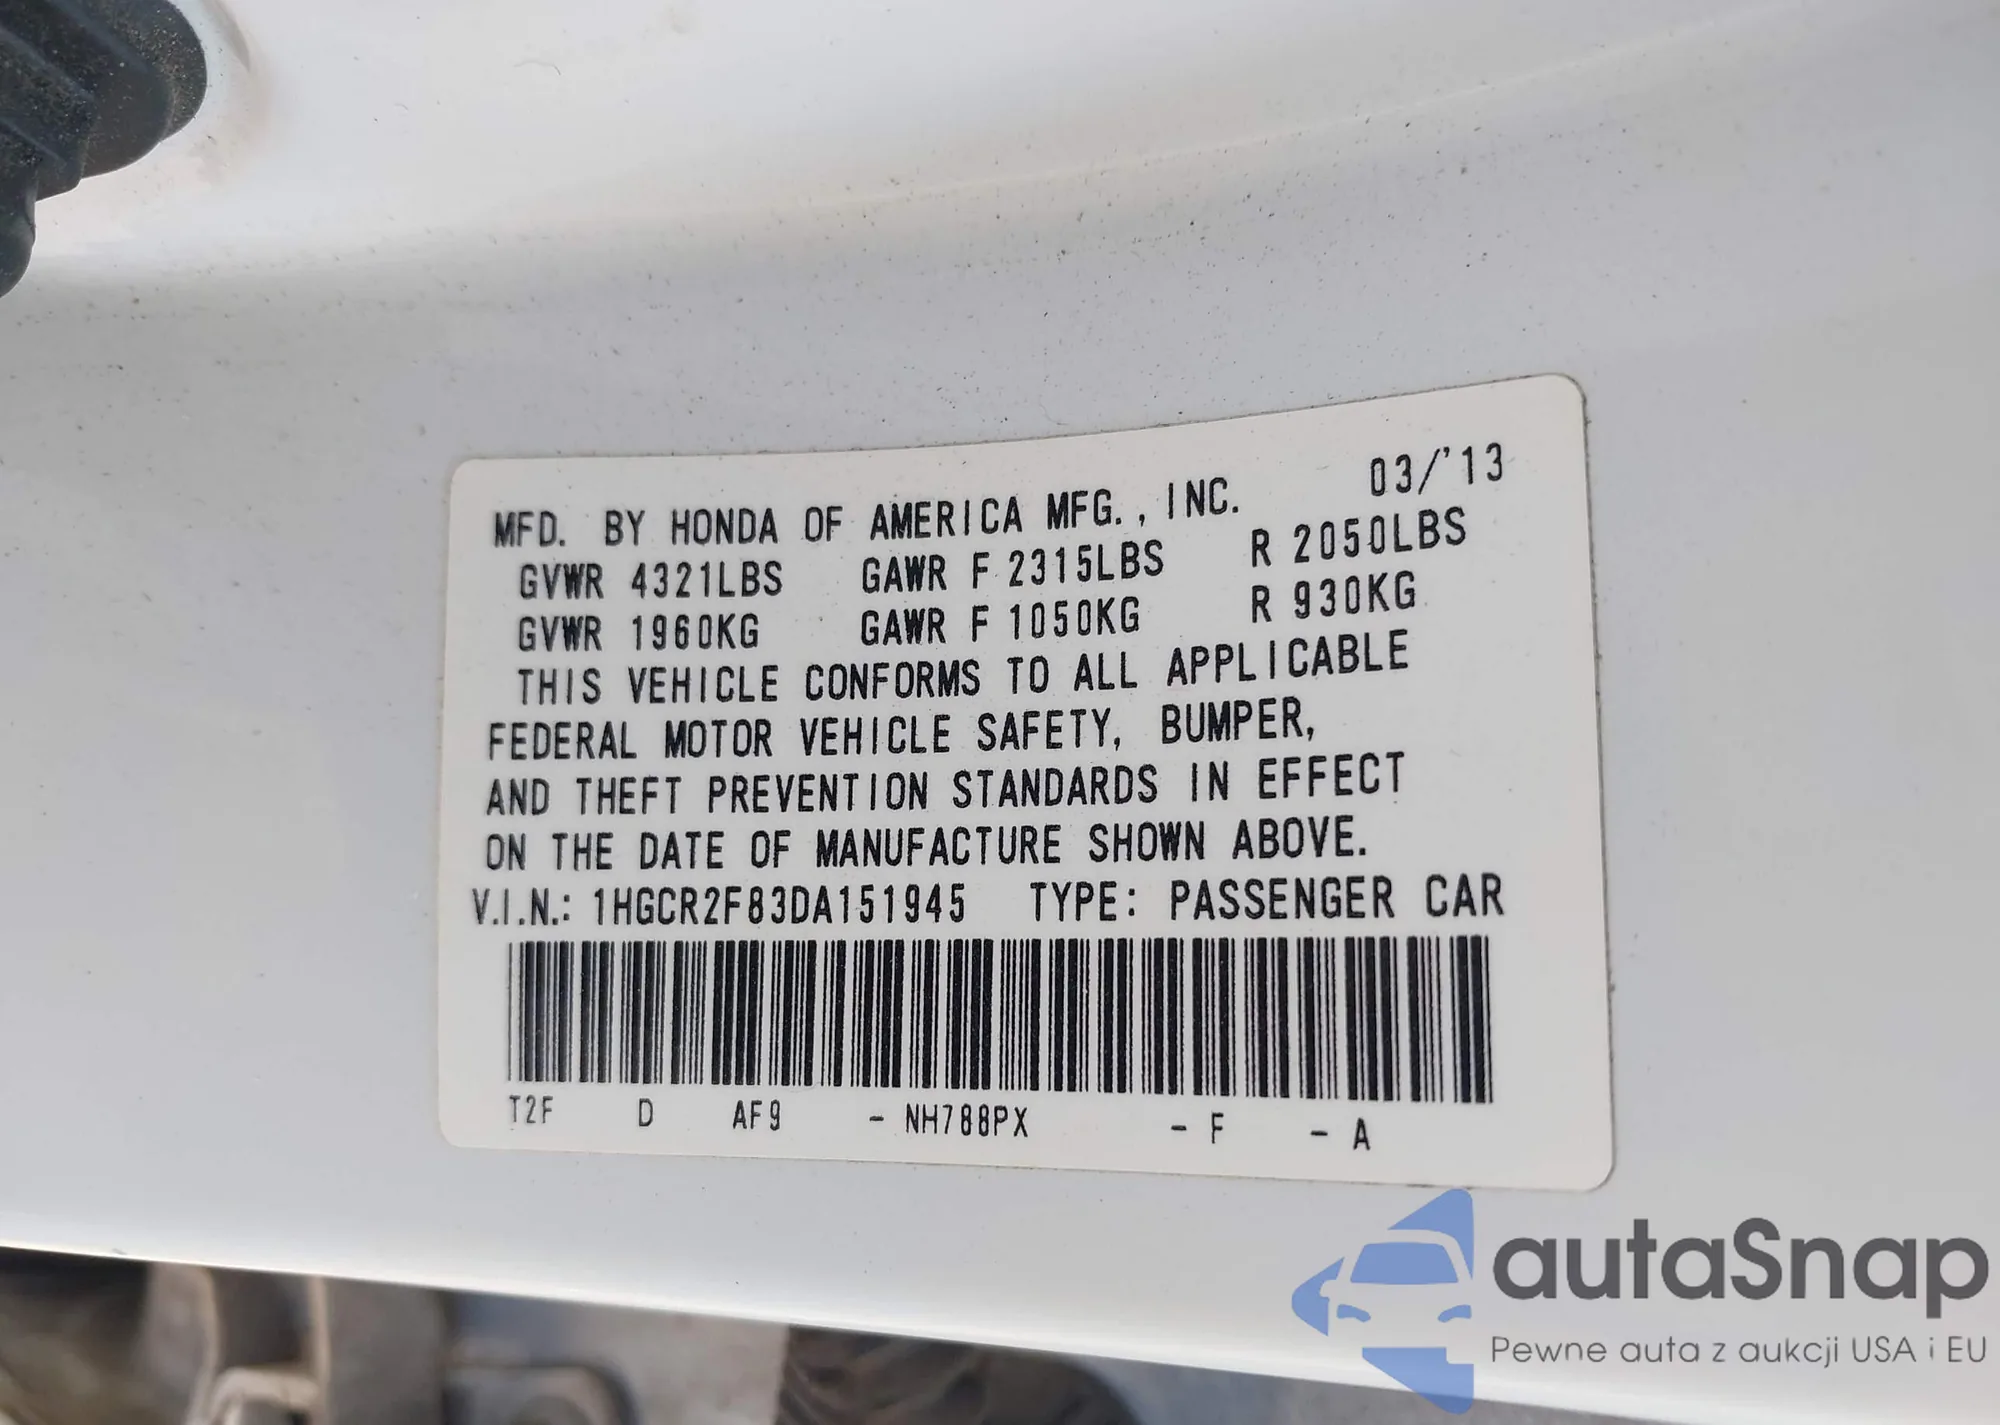 MFD. BY HONDA OF AMERICA MFG., INC. 03/'13
GVWR 4321LBS GAWR F 2315LBS R 2050LBS
GVWR 1960KG GAWR F 1050KG R 930KG
THIS VEHICLE CONFORMS TO ALL APPLICABLE
FEDERAL MOTOR VEHICLE SAFETY, BUMPER,
AND THEFT PREVENTION STANDARDS IN EFFECT
ON THE DATE OF MANUFACTURE SHOWN ABOVE.
V.I.N.: 1HGCR2F83DA151945 TYPE: PASSENGER CAR
T2F D AF9 - NH788PX - F - A
autaSnap
Pewne auta z aukcji USA i EU